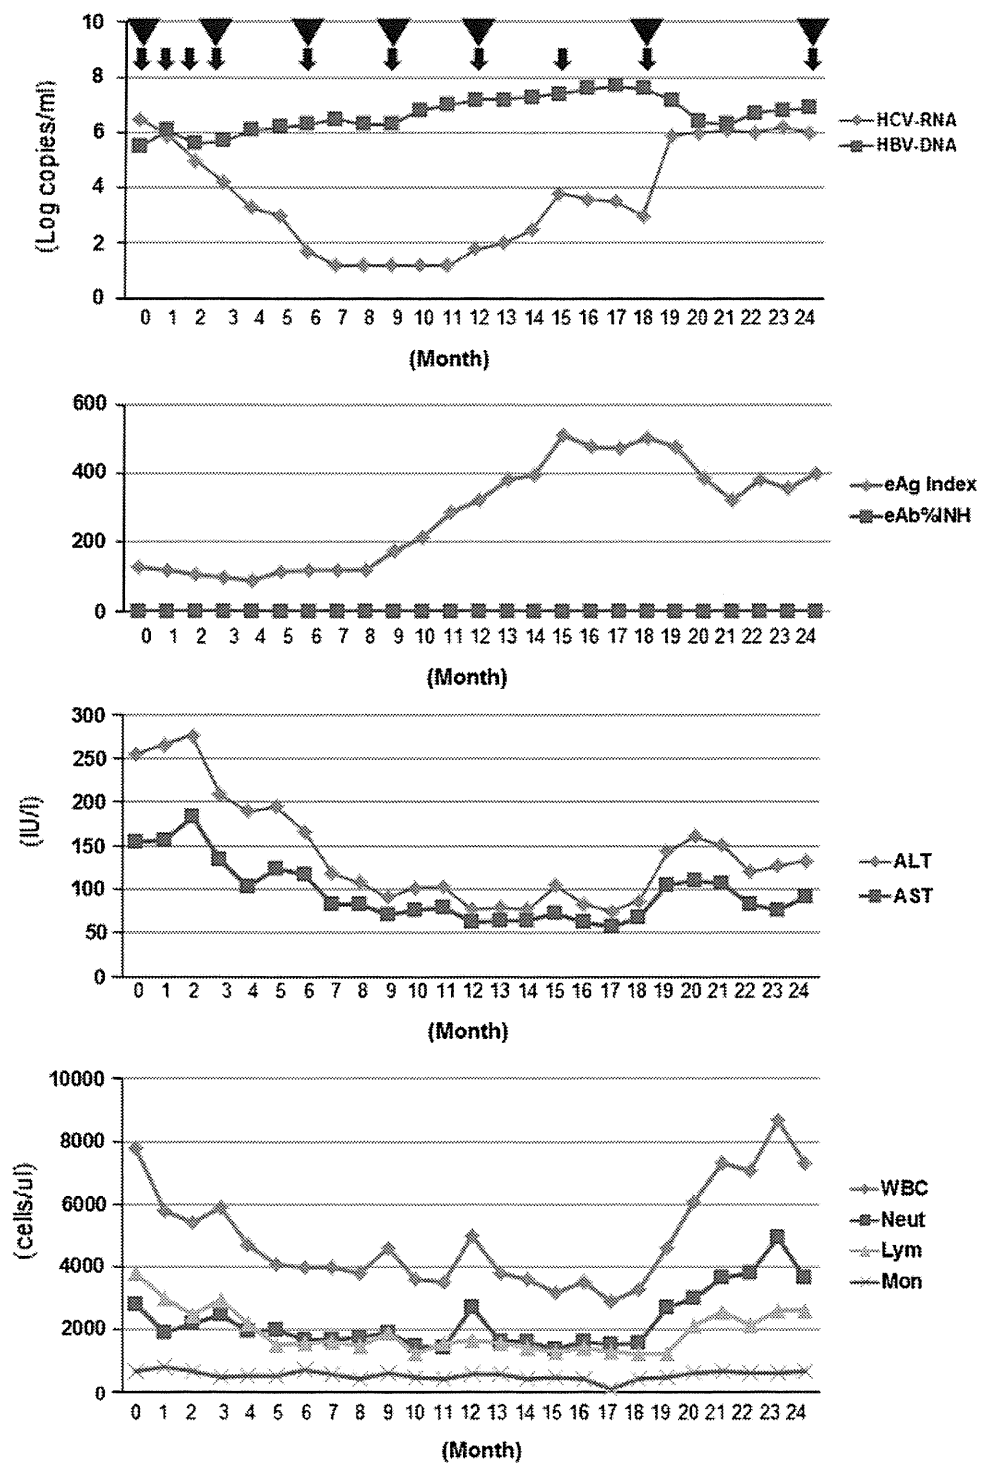 10
8
6
4
2
0
(Log copies/ml)
HCV-RNA
HBV-DNA
0 1 2 3 4 5 6 7 8 9 10 11 12 13 14 15 16 17 18 19 20 21 22 23 24
(Month)
600
400
200
0
eAg Index
eAb%INH
0 1 2 3 4 5 6 7 8 9 10 11 12 13 14 15 16 17 18 19 20 21 22 23 24
(Month)
300
250
200
150
100
50
0
(IU/l)
ALT
AST
0 1 2 3 4 5 6 7 8 9 10 11 12 13 14 15 16 17 18 19 20 21 22 23 24
(Month)
10000
8000
6000
4000
2000
0
(cells/ul)
WBC
Neut
Lym
Mon
0 1 2 3 4 5 6 7 8 9 10 11 12 13 14 15 16 17 18 19 20 21 22 23 24
(Month)